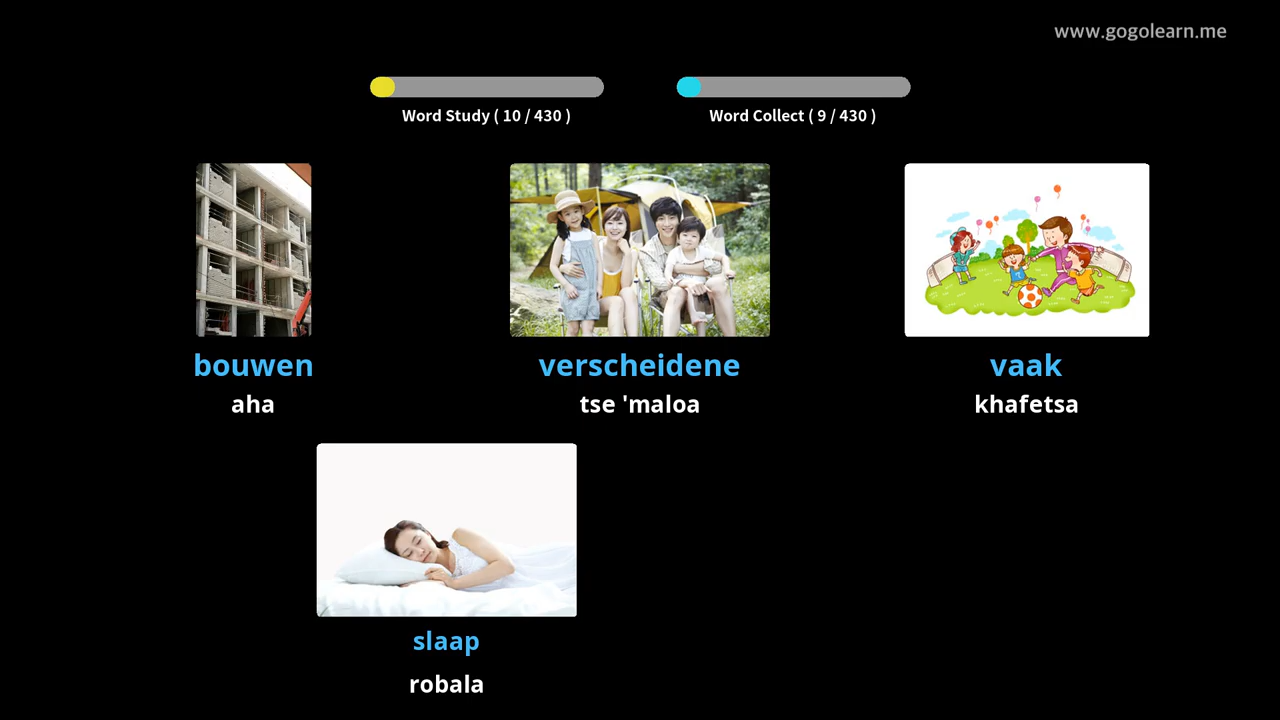 www.gogolearn.me
Word Study ( 10 / 430 )
Word Collect ( 9 / 430 )
bouwen
aha
verscheidene
tse 'maloa
vaak
khafetsa
slaap
robala